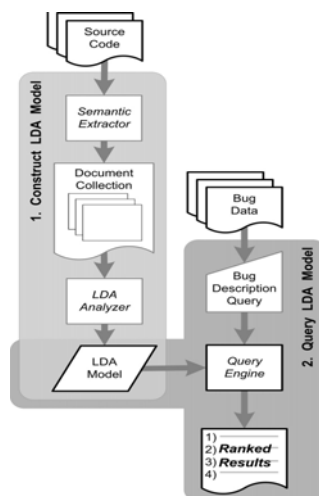 Source
Code
1. Construct LDA Model
Semantic
Extractor
Document
Collection
LDA
Analyzer
LDA
Model
Bug
Data
2. Query LDA Model
Bug
Description
Query
Query
Engine
1)
2) Ranked
3) Results
4)